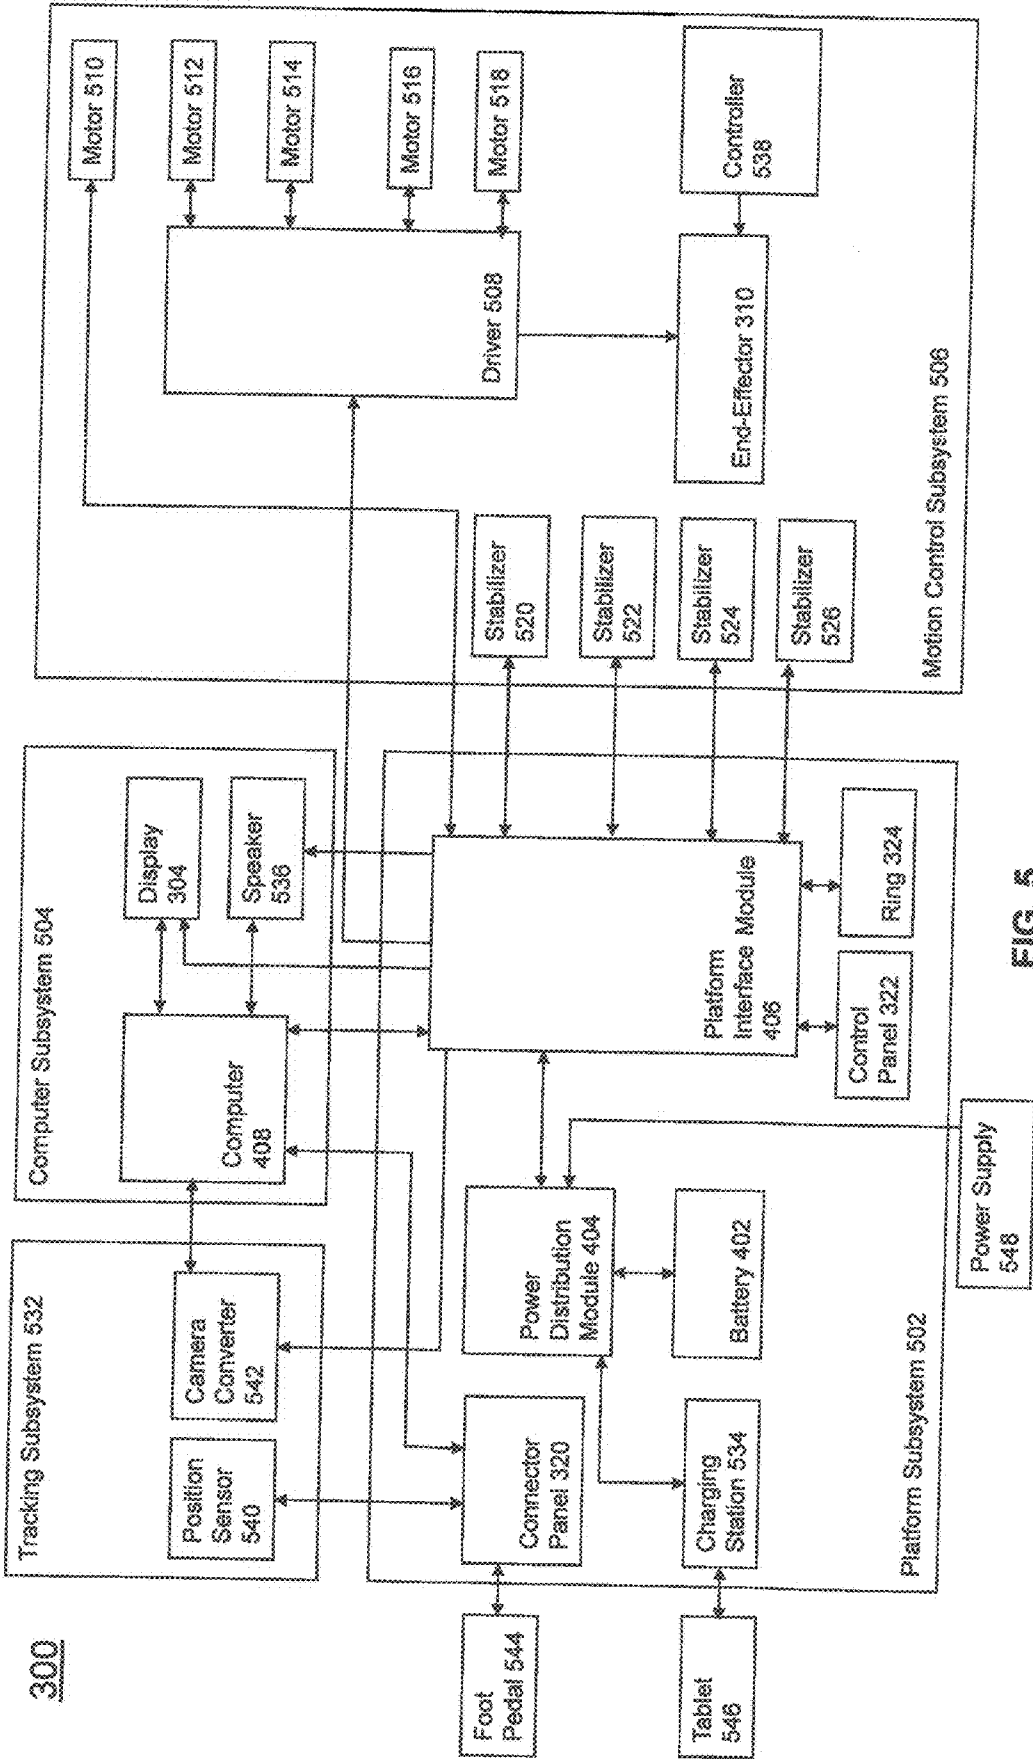 300
Tracking Subsystem 532
Position
Sensor
540
Camera
Converter
542
Computer Subsystem 504
Computer
408
Display
304
Speaker
536
Foot
Pedal 544
Tablet
546
Connector
Panel 320
Charging
Station 534
Power
Distribution
Module 404
Battery 402
Platform
Interface Module
406
Control
Panel 322
Ring 324
Platform Subsystem 502
Power Supply
548
Motor 510
Motor 512
Motor 514
Motor 516
Motor 518
Driver 508
Stabilizer
520
Stabilizer
522
Stabilizer
524
Stabilizer
526
End-Effector 310
Controller
538
Motion Control Subsystem 506
FIG. 5